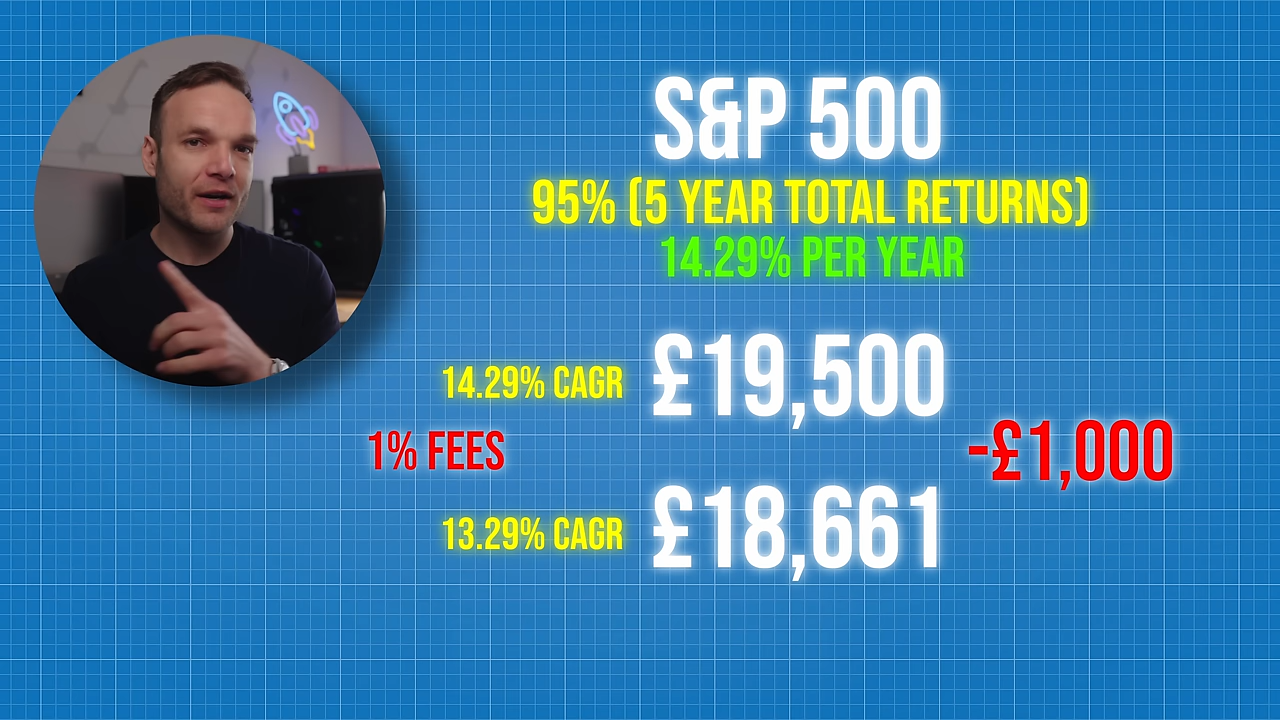 S&P 500
95% (5 YEAR TOTAL RETURNS)
14.29% PER YEAR
14.29% CAGR £19,500
1% FEES -£1,000
13.29% CAGR £18,661